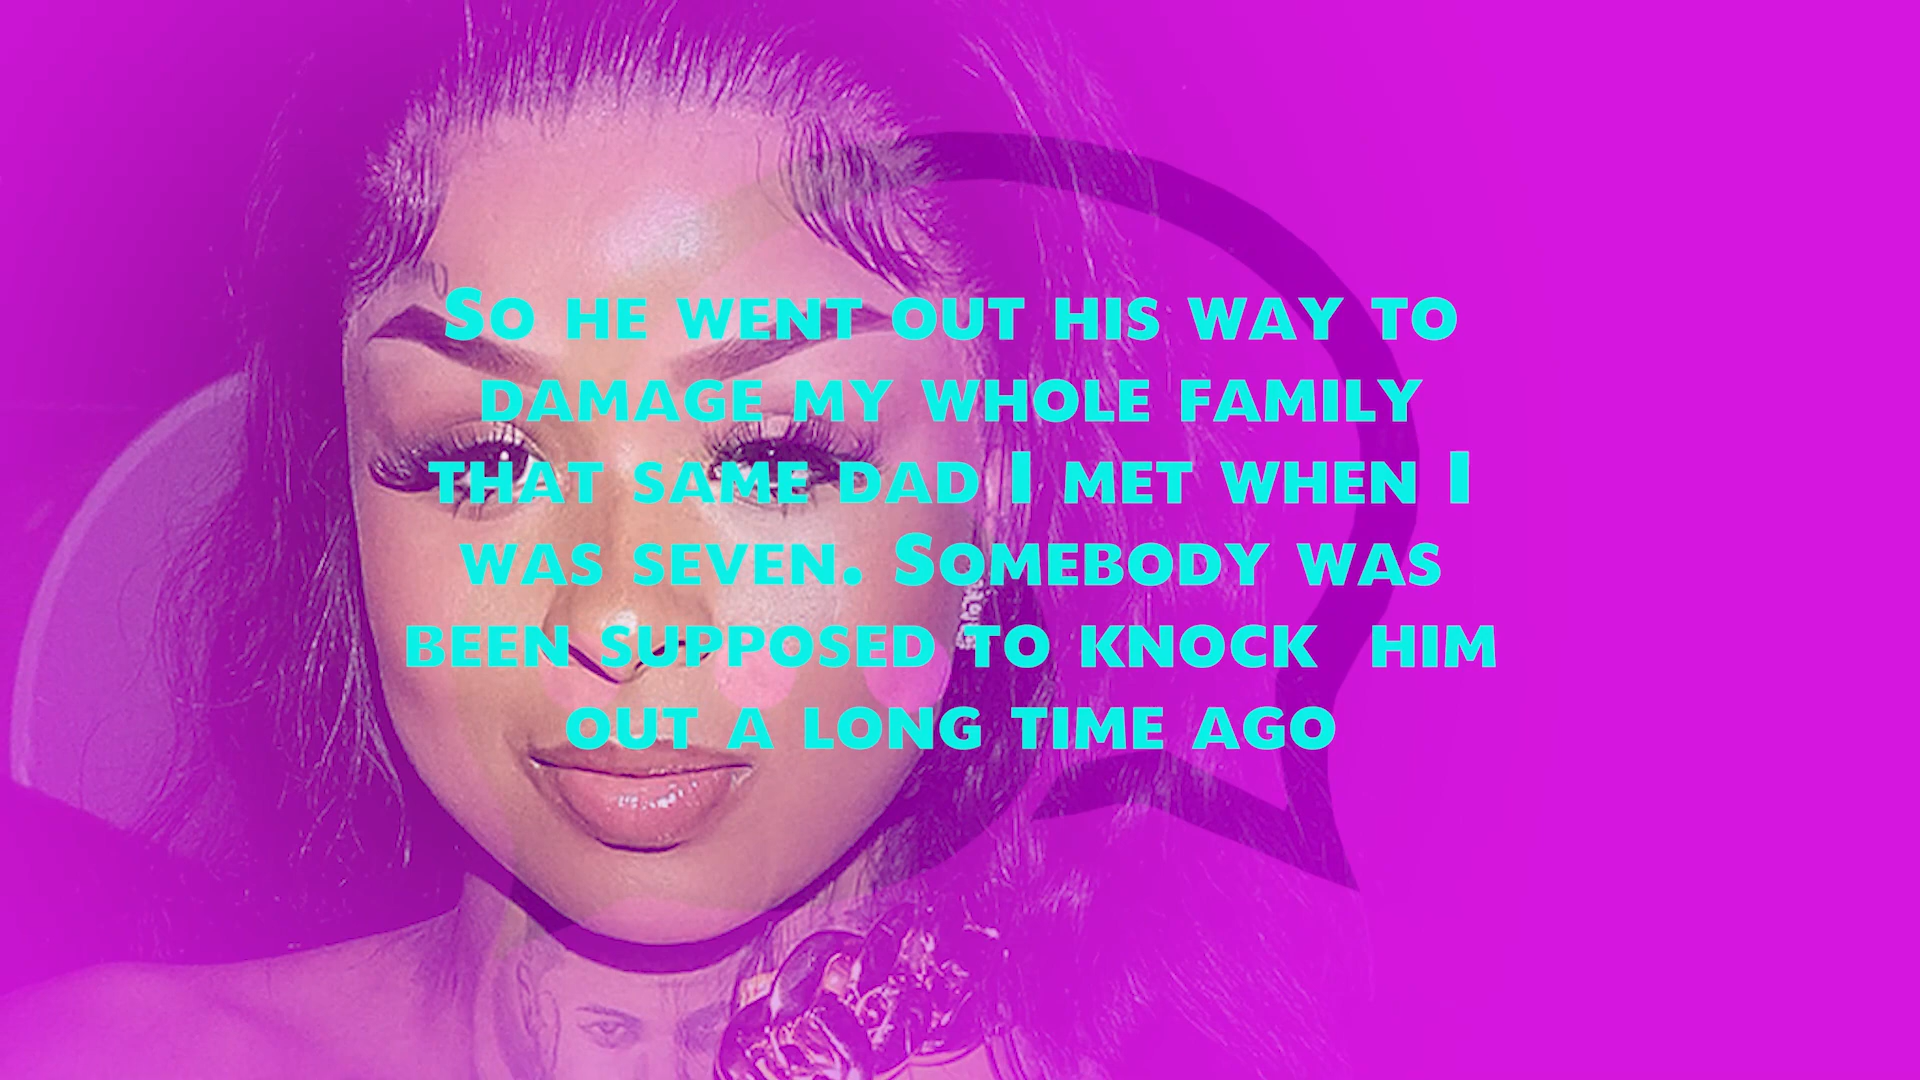 So he went out his way to
damage my whole family
that same dad I met when I
was seven. Somebody was
been supposed to knock  him
out a long time ago